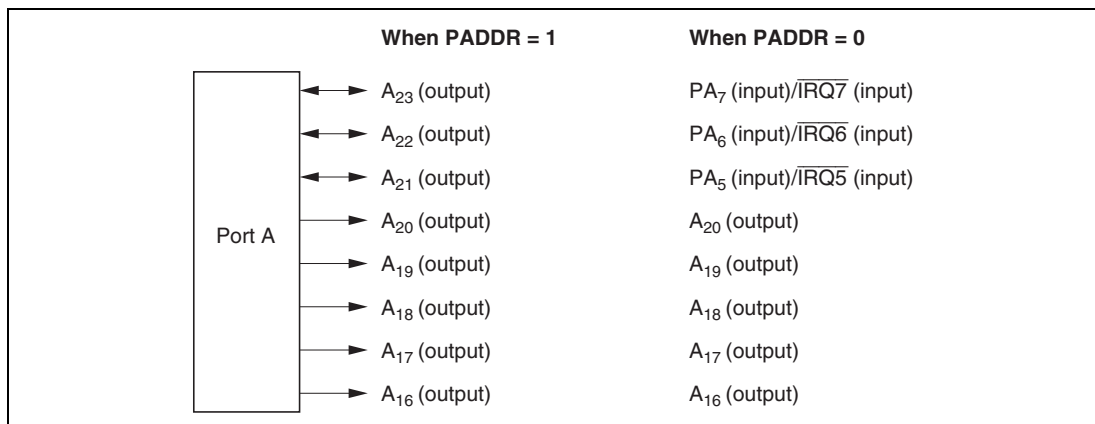 When PADDR = 1 When PADDR = 0
A23 (output) PA7 (input)/IRQ7 (input)
A22 (output) PA6 (input)/IRQ6 (input)
A21 (output) PA5 (input)/IRQ5 (input)
A20 (output) A20 (output)
Port A
A19 (output) A19 (output)
A18 (output) A18 (output)
A17 (output) A17 (output)
A16 (output) A16 (output)